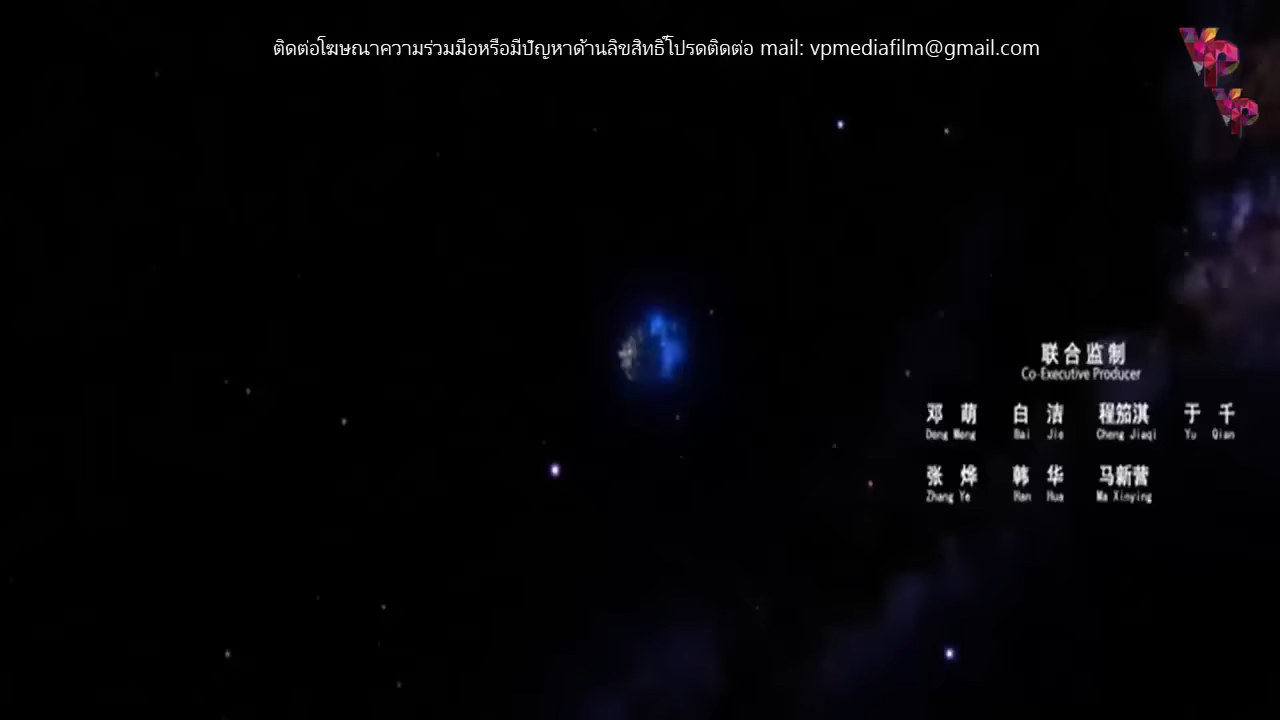 ติดต่อโฆษณาความร่วมมือหรือมีปัญหาด้านลิขสิทธิ์โปรดติดต่อ mail: vpmediafilm@gmail.com
VP
VP
联合监制
Co-Executive Producer
邓 萌 白 洁 程笳淇 于 千
Deng Meng Bai Jie Cheng Jiaqi Yu Qian
张 烨 韩 华 马新营
Zhang Ye Han Hua Ma Xinying